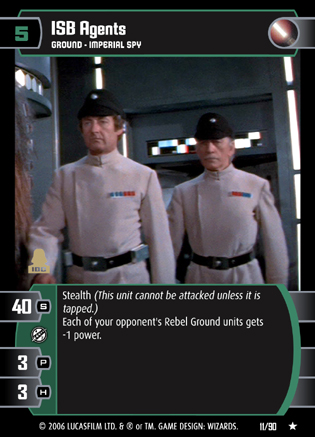 5
ISB Agents
GROUND • IMPERIAL SPY
40 S
Stealth (This unit cannot be attacked unless it is
tapped.)
Each of your opponent's Rebel Ground units gets
-1 power.
3 P
3 H
© 2006 LUCASFILM LTD. & ® or TM. GAME DESIGN: WIZARDS.
11/90